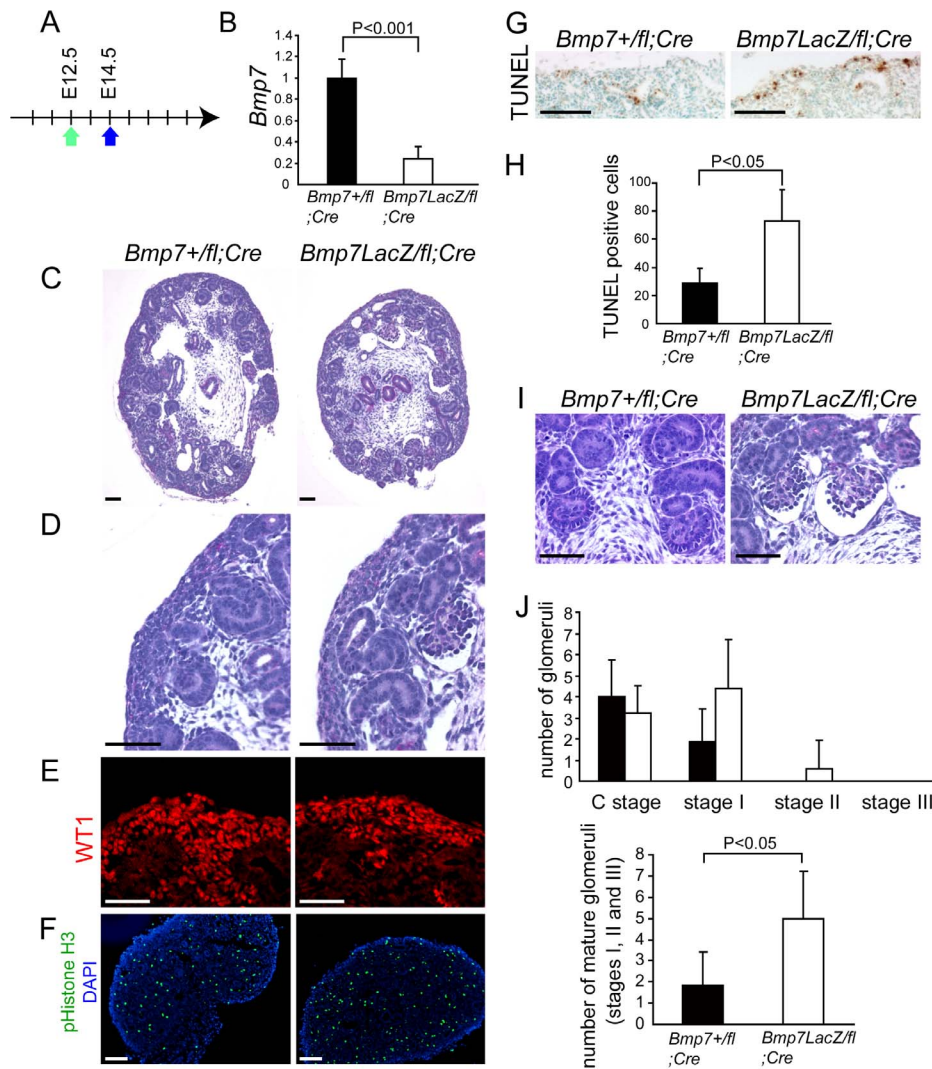 A
E12.5
E14.5
B
Bmp7
P<0.001
1.4
1.2
1
0.8
0.6
0.4
0.2
0
Bmp7+/fl
;Cre
Bmp7LacZ/fl
;Cre
C
Bmp7+/fl;Cre
Bmp7LacZ/fl;Cre
D
E
WT1
F
pHistone H3
DAPI
G
Bmp7+/fl;Cre
Bmp7LacZ/fl;Cre
TUNEL
H
TUNEL positive cells
P<0.05
100
80
60
40
20
0
Bmp7+/fl
;Cre
Bmp7LacZ/fl
;Cre
I
Bmp7+/fl;Cre
Bmp7LacZ/fl;Cre
J
number of glomeruli
8
7
6
5
4
3
2
1
0
C stage
stage I
stage II
stage III
number of mature glomeruli
(stages I, II and III)
P<0.05
8
7
6
5
4
3
2
1
0
Bmp7+/fl
;Cre
Bmp7LacZ/fl
;Cre